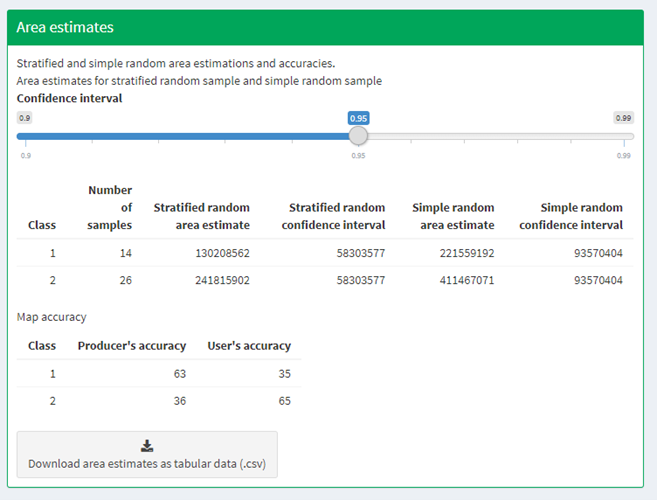 Area estimates
Stratified and simple random area estimations and accuracies.
Area estimates for stratified random sample and simple random sample
Confidence interval
0.9 0.95 0.99
0.9 0.95 0.99
Number
of Stratified random Stratified random Simple random Simple random
Class samples area estimate confidence interval area estimate confidence interval
1 14 130208562 58303577 221559192 93570404
2 26 241815902 58303577 411467071 93570404
Map accuracy
Class Producer's accuracy User's accuracy
1 63 35
2 36 65
Download area estimates as tabular data (.csv)